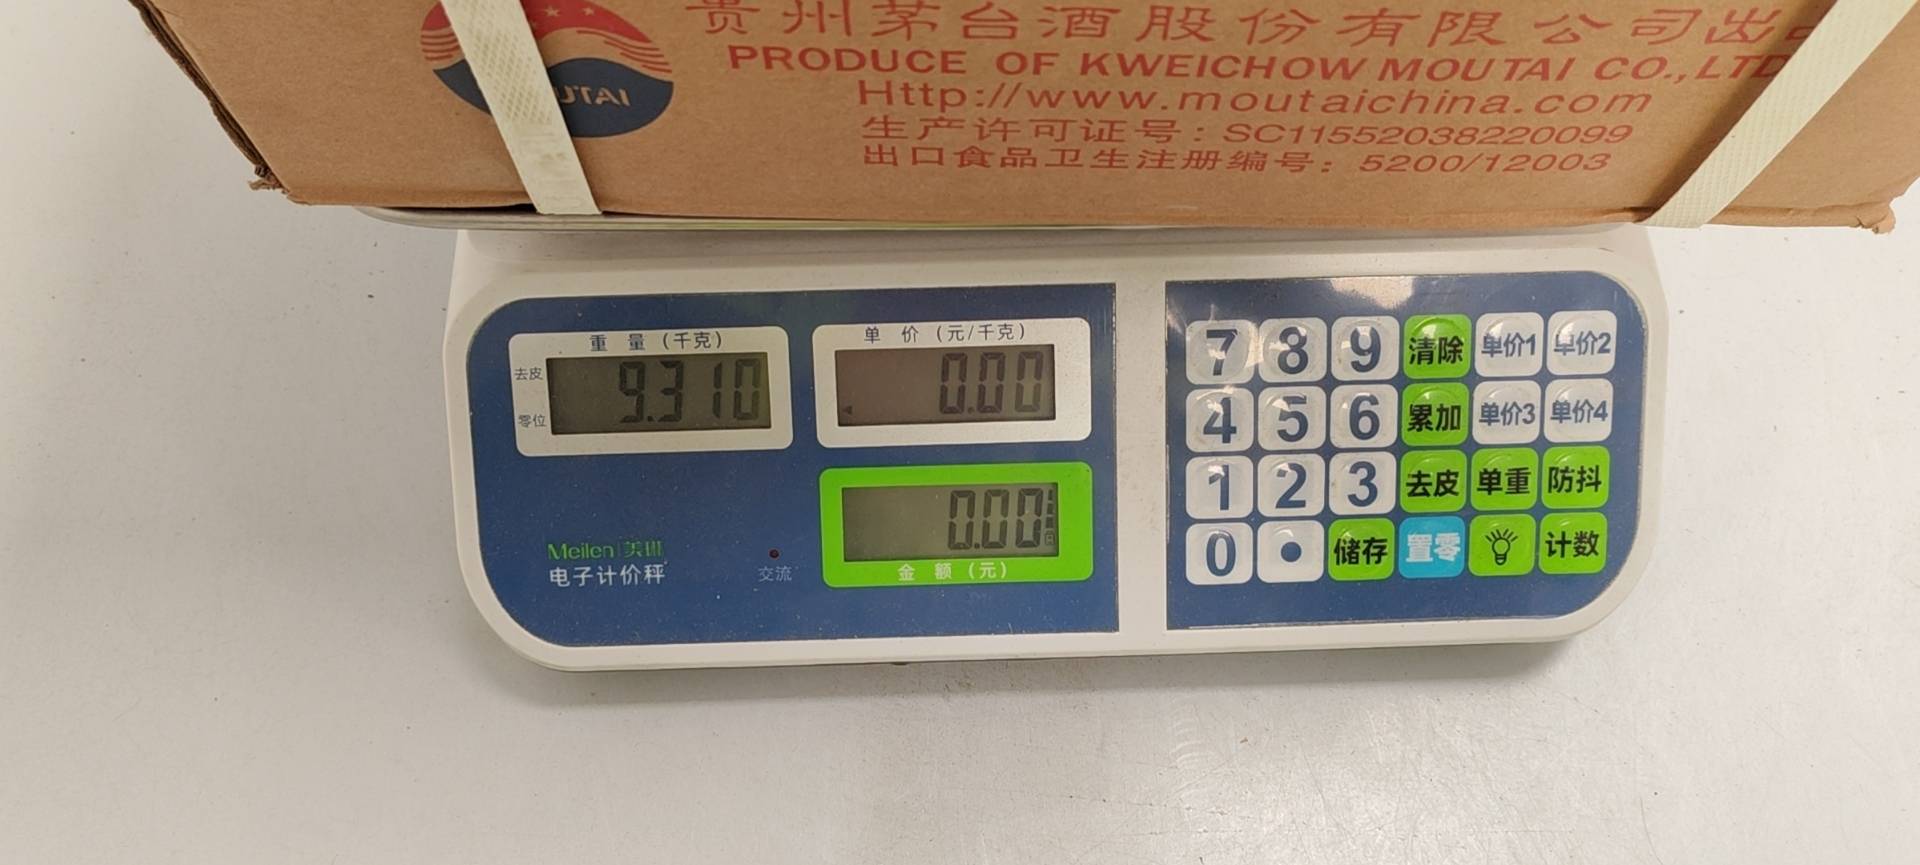 贵州茅台酒股份有限公司出
PRODUCE OF KWEICHOW MOUTAI CO.,LTD
UTAI
Http://www.moutaichina.com
生产许可证号：SC11552038220099
出口食品卫生注册编号：5200/12003
重 量 (千克)
去皮
9.310
零位
单 价 (元/千克)
0.00
0.00
金 额 (元)
Meilen 美琳
电子计价秤
交流
7 8 9 清除 单价1 单价2
4 5 6 累加 单价3 单价4
1 2 3 去皮 单重 防抖
0 • 储存 置零 计数